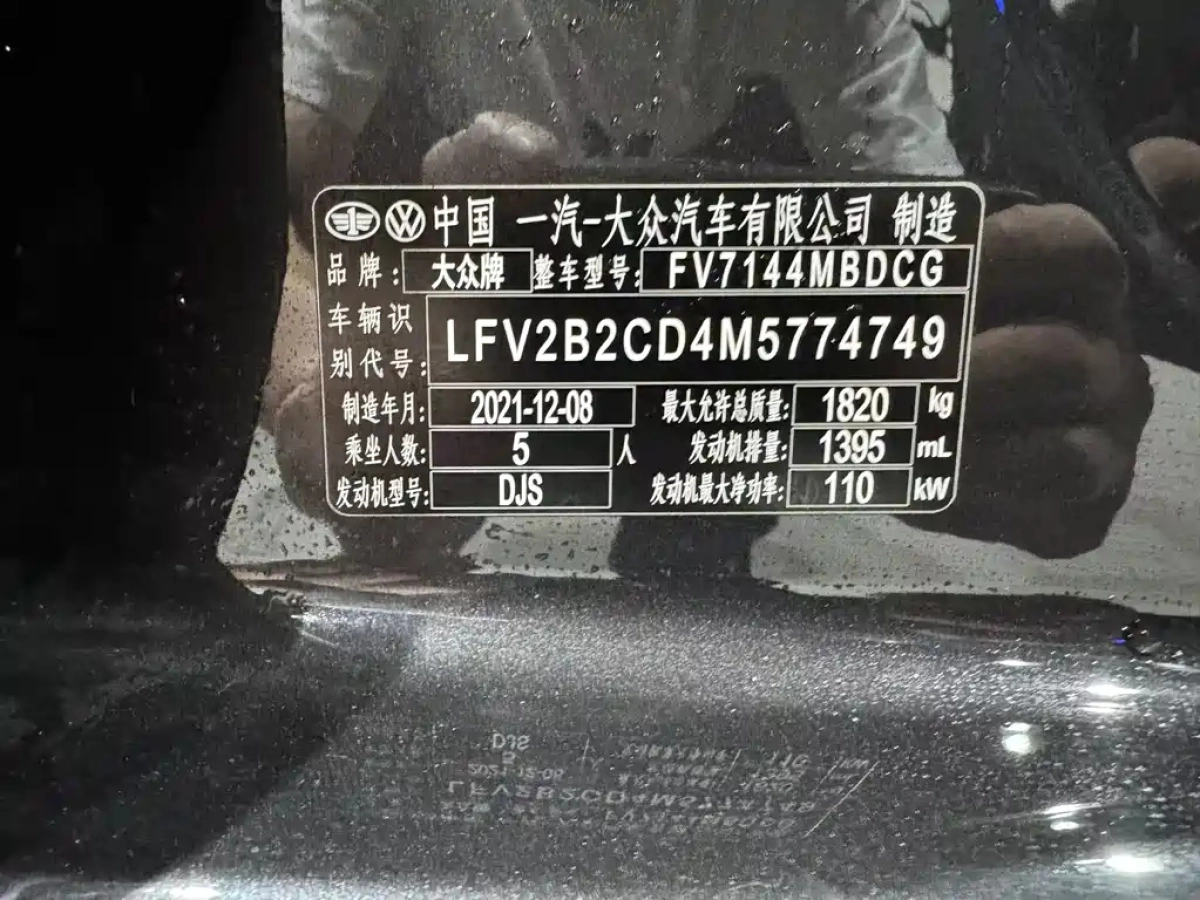 中国 一汽-大众汽车有限公司 制造
品牌: 大众牌 整车型号: FV7144MBDCG
车辆识别代号: LFV2B2CD4M5774749
制造年月: 2021-12-08 最大允许总质量: 1820 kg
乘坐人数: 5 人 发动机排量: 1395 mL
发动机型号: DJS 发动机最大净功率: 110 kW